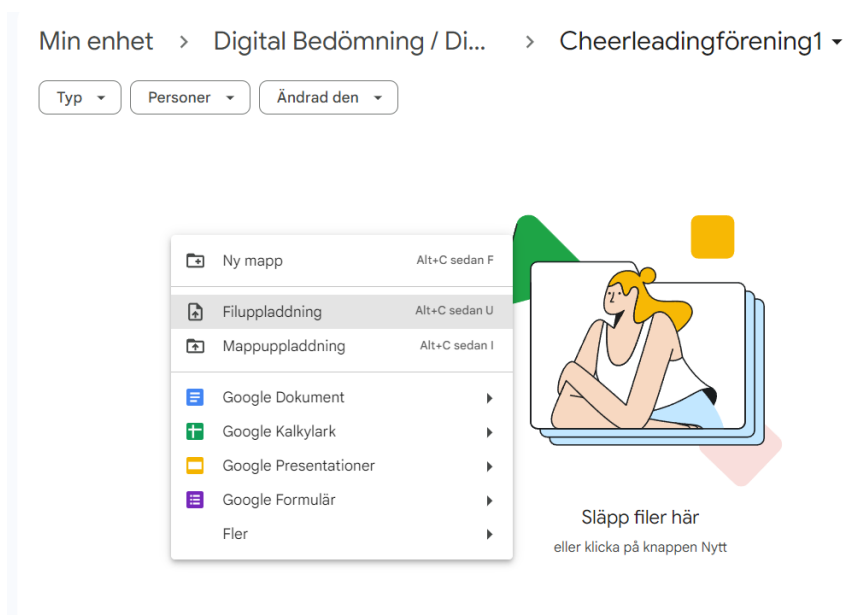 Min enhet > Digital Bedömning / Di... > Cheerleadingförening1
Typ Personer Ändrad den
Ny mapp Alt+C sedan F
Filuppladdning Alt+C sedan U
Mappuppladdning Alt+C sedan I
Google Dokument
Google Kalkylark
Google Presentationer
Google Formulär
Fler
Släpp filer här
eller klicka på knappen Nytt